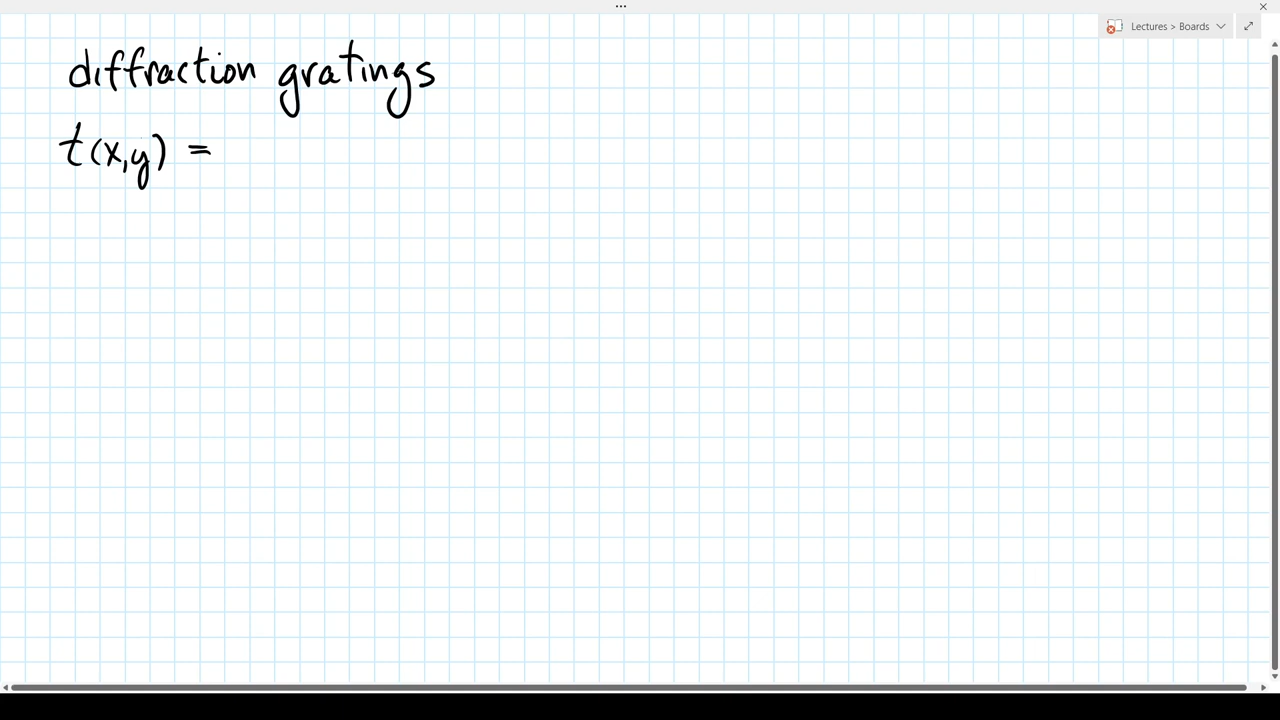 Lectures > Boards
diffraction gratings
t(x,y) =